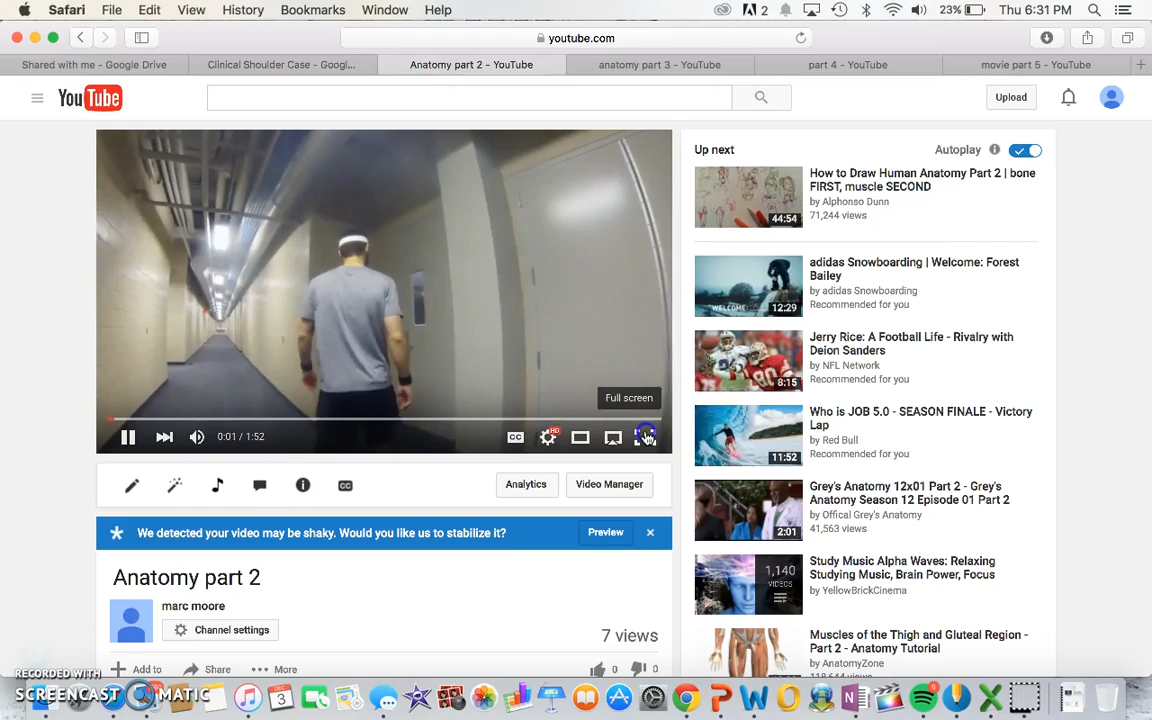 Safari File Edit View History Bookmarks Window Help 2 23% Thu 6:31 PM
youtube.com
Shared with me - Google Drive Clinical Shoulder Case - Googl... Anatomy part 2 - YouTube anatomy part 3 - YouTube part 4 - YouTube movie part 5 - YouTube
YouTube Upload
Up next Autoplay
How to Draw Human Anatomy Part 2 | bone
FIRST, muscle SECOND
by Alphonso Dunn
71,244 views
44:54
adidas Snowboarding | Welcome: Forest
Bailey
by adidas Snowboarding
Recommended for you
WELCOME
12:29
Jerry Rice: A Football Life - Rivalry with
Deion Sanders
by NFL Network
Recommended for you
8:15
Who is JOB 5.0 - SEASON FINALE - Victory
Lap
by Red Bull
Recommended for you
11:52
Grey's Anatomy 12x01 Part 2 - Grey's
Anatomy Season 12 Episode 01 Part 2
by Offical Grey's Anatomy
41,563 views
2:01
Study Music Alpha Waves: Relaxing
Studying Music, Brain Power, Focus
by YellowBrickCinema
1,140
VIDEOS
Muscles of the Thigh and Gluteal Region -
Part 2 - Anatomy Tutorial
by AnatomyZone
Recommended for you
Full screen
0:01 / 1:52 CC HD
CC Analytics Video Manager
We detected your video may be shaky. Would you like us to stabilize it? Preview
Anatomy part 2
marc moore
Channel settings
7 views
Add to Share More 0 0
RECORDED WITH
SCREENCAST MATIC
DEC
3